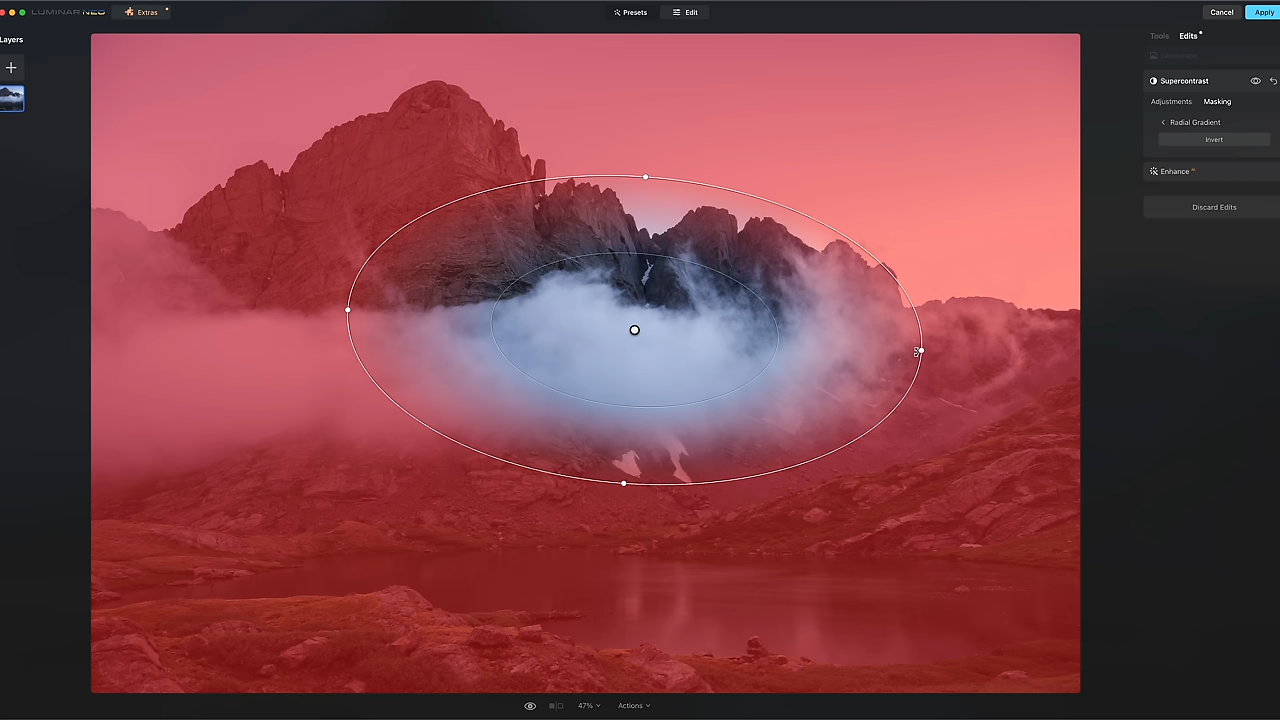 LUMINAR NEO
Extras
Presets
Edit
Cancel
Apply
Layers
Tools
Edits
Supercontrast
Adjustments
Masking
Radial Gradient
Invert
Enhance AI
Discard Edits
47%
Actions